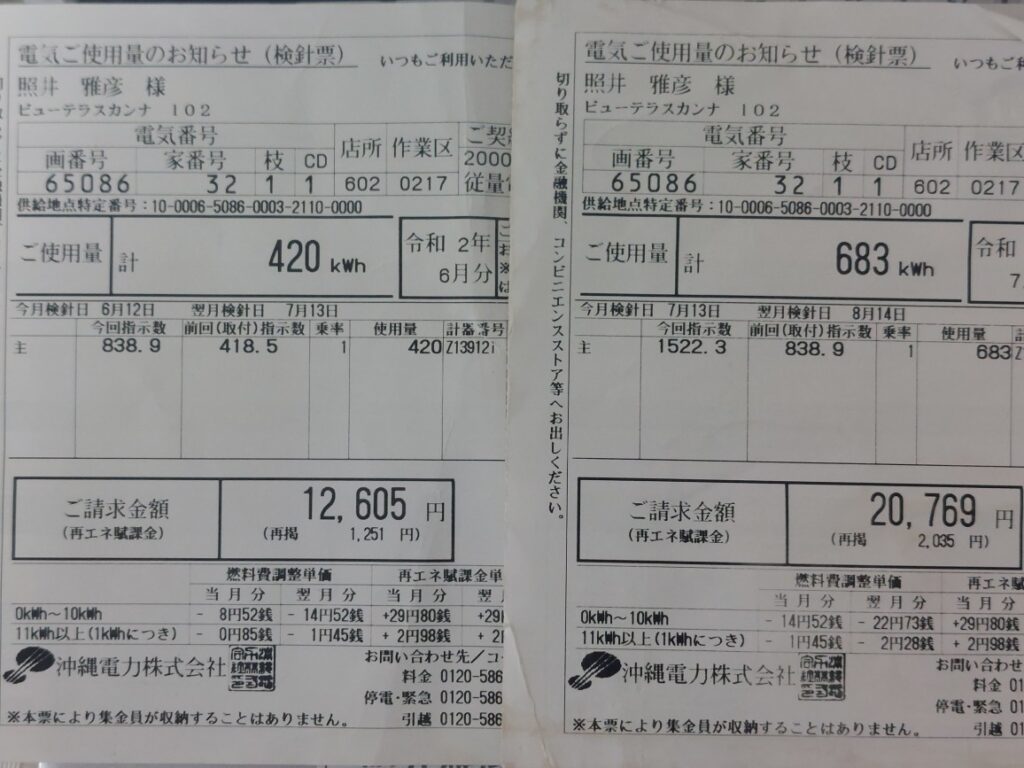 電気ご使用量のお知らせ(検針票)
いつもご利用いただ
照井 雅彦 様
ビューテラスカンナ 102
電気番号
店所 作業区 ご契
画番号 家番号 枝 CD
2000
65086 32 1 1 602 0217 従量
供給地点特定番号:10-0006-5086-0003-2110-0000
ご使用量 計 420 kWh
令和 2年
6月分
今月検針日 6月12日 翌月検針日 7月13日
今回指示数 前回(取付)指示数 乗率 使用量 計器番号
主 838.9 418.5 1 420 Z13912i
ご請求金額 12,605 円
(再エネ賦課金) (再掲 1,251 円)
燃料費調整単価 再エネ賦課金単
当月分 翌月分 当月分 翌
0kWh~10kWh - 8円52銭 -14円52銭 +29円80銭 +29
11kWh以上(1kWhにつき) - 0円85銭 - 1円45銭 + 2円98銭 + 2
沖縄電力株式会社
お問い合わせ先/コ
料金 0120-586
停電・緊急 0120-586
引越 0120-586
※本票により集金員が収納することはありません。
切り取らずに金融機関、コンビニエンスストア等へお出しください。
電気ご使用量のお知らせ(検針票)
いつもご
照井 雅彦 様
ビューテラスカンナ 102
電気番号
店所 作業区
画番号 家番号 枝 CD
65086 32 1 1 602 0217
供給地点特定番号:10-0006-5086-0003-2110-0000
ご使用量 計 683 kWh
令和
7
今月検針日 7月13日 翌月検針日 8月14日
今回指示数 前回(取付)指示数 乗率 使用量
主 1522.3 838.9 1 683 Z
ご請求金額 20,769 円
(再エネ賦課金) (再掲 2,035 円)
燃料費調整単価 再エネ
当月分 翌月分 当月分
0kWh~10kWh -14円52銭 -22円73銭 +29円80銭
11kWh以上(1kWhにつき) - 1円45銭 - 2円28銭 + 2円98銭
沖縄電力株式会社
お問い合わせ
料金 01
停電・緊急 01
引越 01
※本票により集金員が収納することはありません。